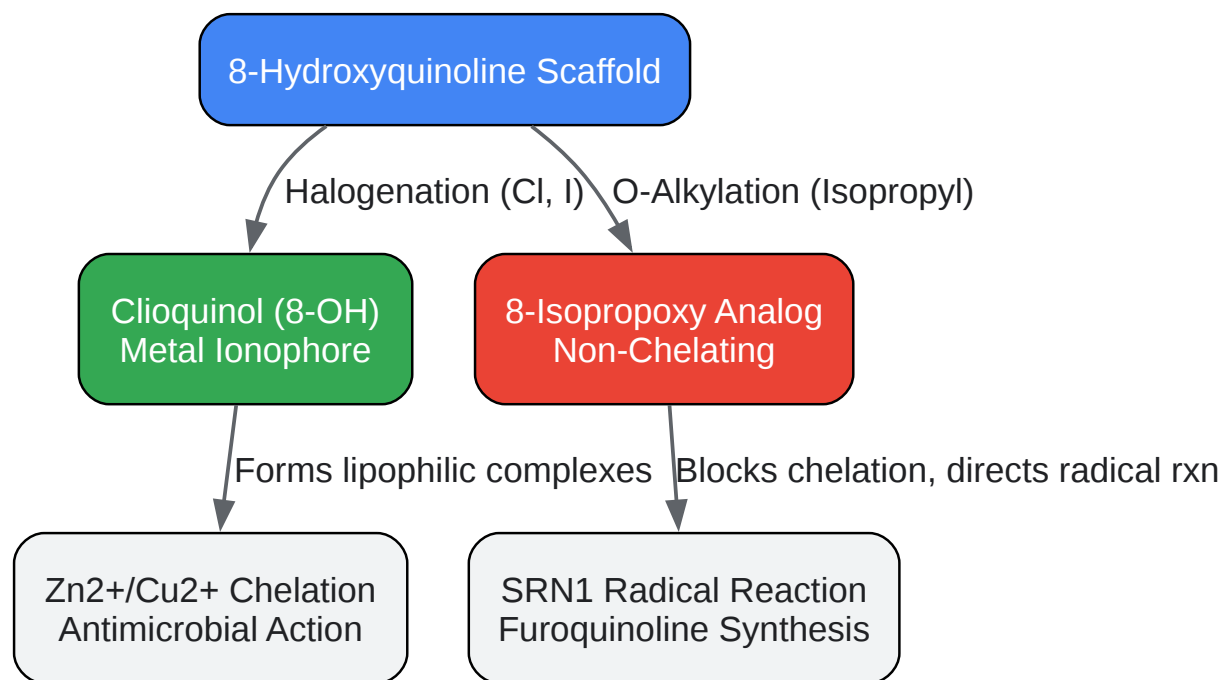 8-Hydroxyquinoline Scaffold
Halogenation (Cl, I)
O-Alkylation (Isopropyl)
Clioquinol (8-OH)
Metal Ionophore
8-Isopropoxy Analog
Non-Chelating
Forms lipophilic complexes
Blocks chelation, directs radical rxn
Zn2+/Cu2+ Chelation
Antimicrobial Action
SRN1 Radical Reaction
Furoquinoline Synthesis